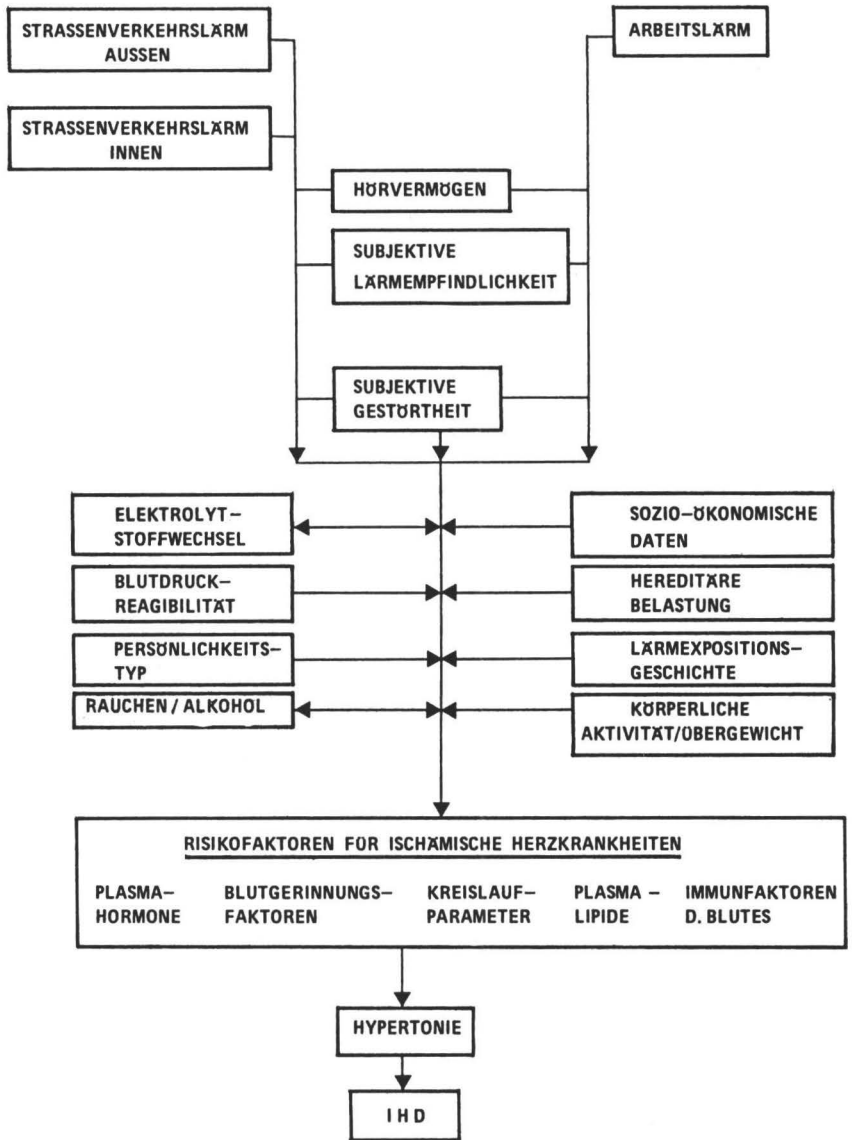 STRASSENVERKEHRSLÄRM
AUSSEN
ARBEITSLÄRM
STRASSENVERKEHRSLÄRM
INNEN
HÖRVERMÖGEN
SUBJEKTIVE
LÄRMEMPFINDLICHKEIT
SUBJEKTIVE
GESTÖRTHEIT
ELEKTROLYT–
STOFFWECHSEL
SOZIO–ÖKONOMISCHE
DATEN
BLUTDRUCK–
REAGIBILITÄT
HEREDITÄRE
BELASTUNG
PERSÖNLICHKEITS–
TYP
LÄRMEXPOSITIONS–
GESCHICHTE
RAUCHEN / ALKOHOL
KÖRPERLICHE
AKTIVITÄT/ÜBERGEWICHT
RISIKOFAKTOREN FÜR ISCHÄMISCHE HERZKRANKHEITEN
PLASMA–
HORMONE
BLUTGERINNUNGS–
FAKTOREN
KREISLAUF–
PARAMETER
PLASMA –
LIPIDE
IMMUNFAKTOREN
D. BLUTES
HYPERTONIE
IHD